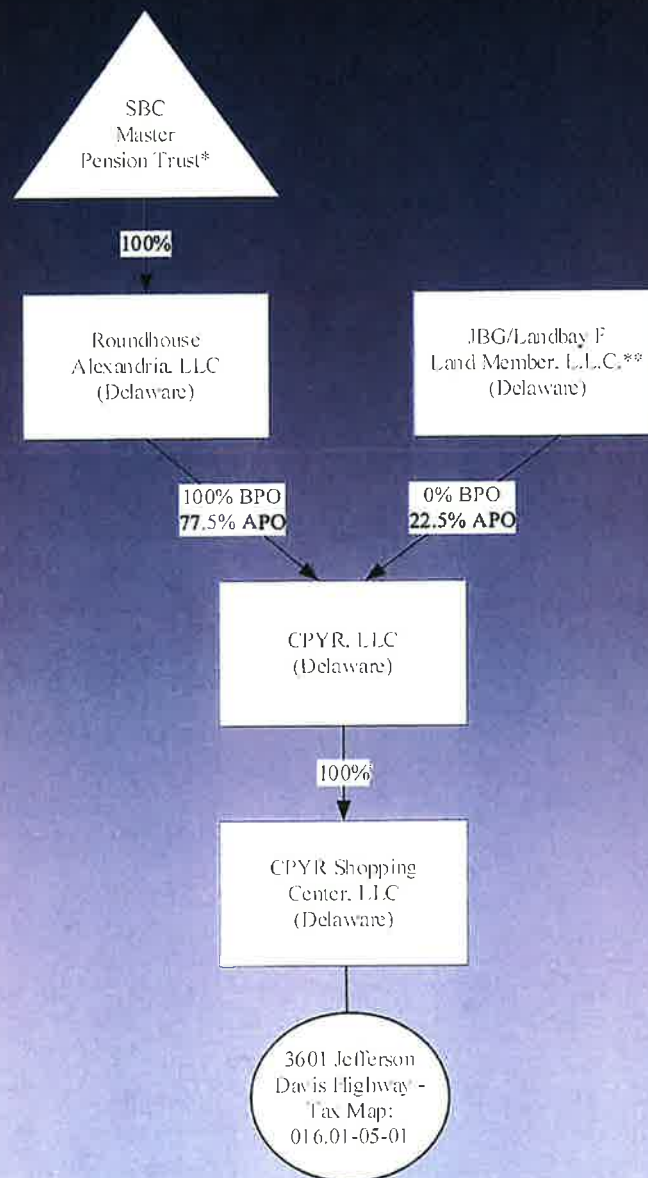 SBC
Master
Pension Trust*
100%
Roundhouse
Alexandria, LLC
(Delaware)
JBG/Landbay F
Land Member, L.L.C.**
(Delaware)
100% BPO
77.5% APO
0% BPO
22.5% APO
CPYR, LLC
(Delaware)
100%
CPYR Shopping
Center, LLC
(Delaware)
3601 Jefferson
Davis Highway -
Tax Map:
016.01-05-01